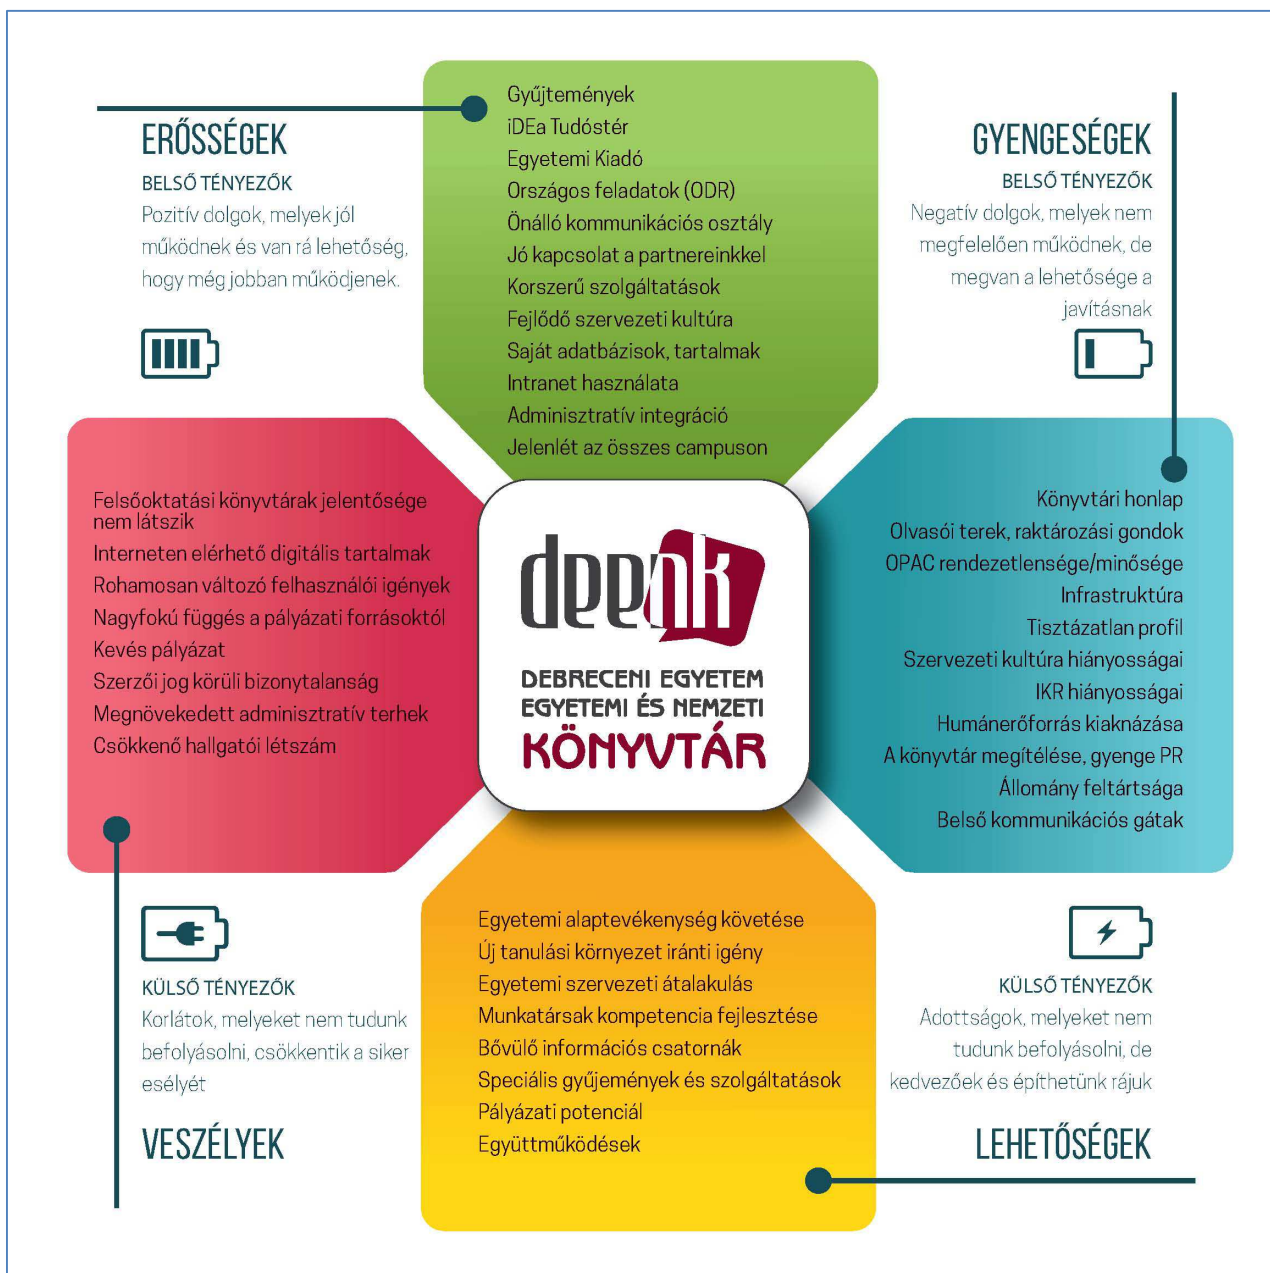 ERŐSSÉGEK
BELSŐ TÉNYEZŐK
Pozitív dolgok, melyek jól
működnek és van rá lehetőség,
hogy még jobban működjenek.
Gyűjtemények
iDEa Tudóstér
Egyetemi Kiadó
Országos feladatok (ODR)
Önálló kommunikációs osztály
Jó kapcsolat a partnereinkkel
Korszerű szolgáltatások
Fejlődő szervezeti kultúra
Saját adatbázisok, tartalmak
Intranet használata
Adminisztratív integráció
Jelenlét az összes campuson
GYENGESÉGEK
BELSŐ TÉNYEZŐK
Negatív dolgok, melyek nem
megfelelően működnek, de
megvan a lehetősége a
javításnak
Felsőoktatási könyvtárak jelentősége
nem látszik
Interneten elérhető digitális tartalmak
Rohamosan változó felhasználói igények
Nagyfokú függés a pályázati forrásoktól
Kevés pályázat
Szerzői jog körüli bizonytalanság
Megnövekedett adminisztratív terhek
Csökkenő hallgatói létszám
deenk
DEBRECENI EGYETEM
EGYETEMI ÉS NEMZETI
KÖNYVTÁR
Könyvtári honlap
Olvasói terek, raktározási gondok
OPAC rendezetlensége/minősége
Infrastruktúra
Tisztázatlan profil
Szervezeti kultúra hiányosságai
IKR hiányosságai
Humánerőforrás kiaknázása
A könyvtár megítélése, gyenge PR
Állomány feltártsága
Belső kommunikációs gátak
KÜLSŐ TÉNYEZŐK
Korlátok, melyeket nem tudunk
befolyásolni, csökkentik a siker
esélyét
VESZÉLYEK
Egyetemi alaptevékenység követése
Új tanulási környezet iránti igény
Egyetemi szervezeti átalakulás
Munkatársak kompetencia fejlesztése
Bővülő információs csatornák
Speciális gyűjemények és szolgáltatások
Pályázati potenciál
Együttműködések
KÜLSŐ TÉNYEZŐK
Adottságok, melyeket nem
tudunk befolyásolni, de
kedvezőek és építhetünk rájuk
LEHETŐSÉGEK